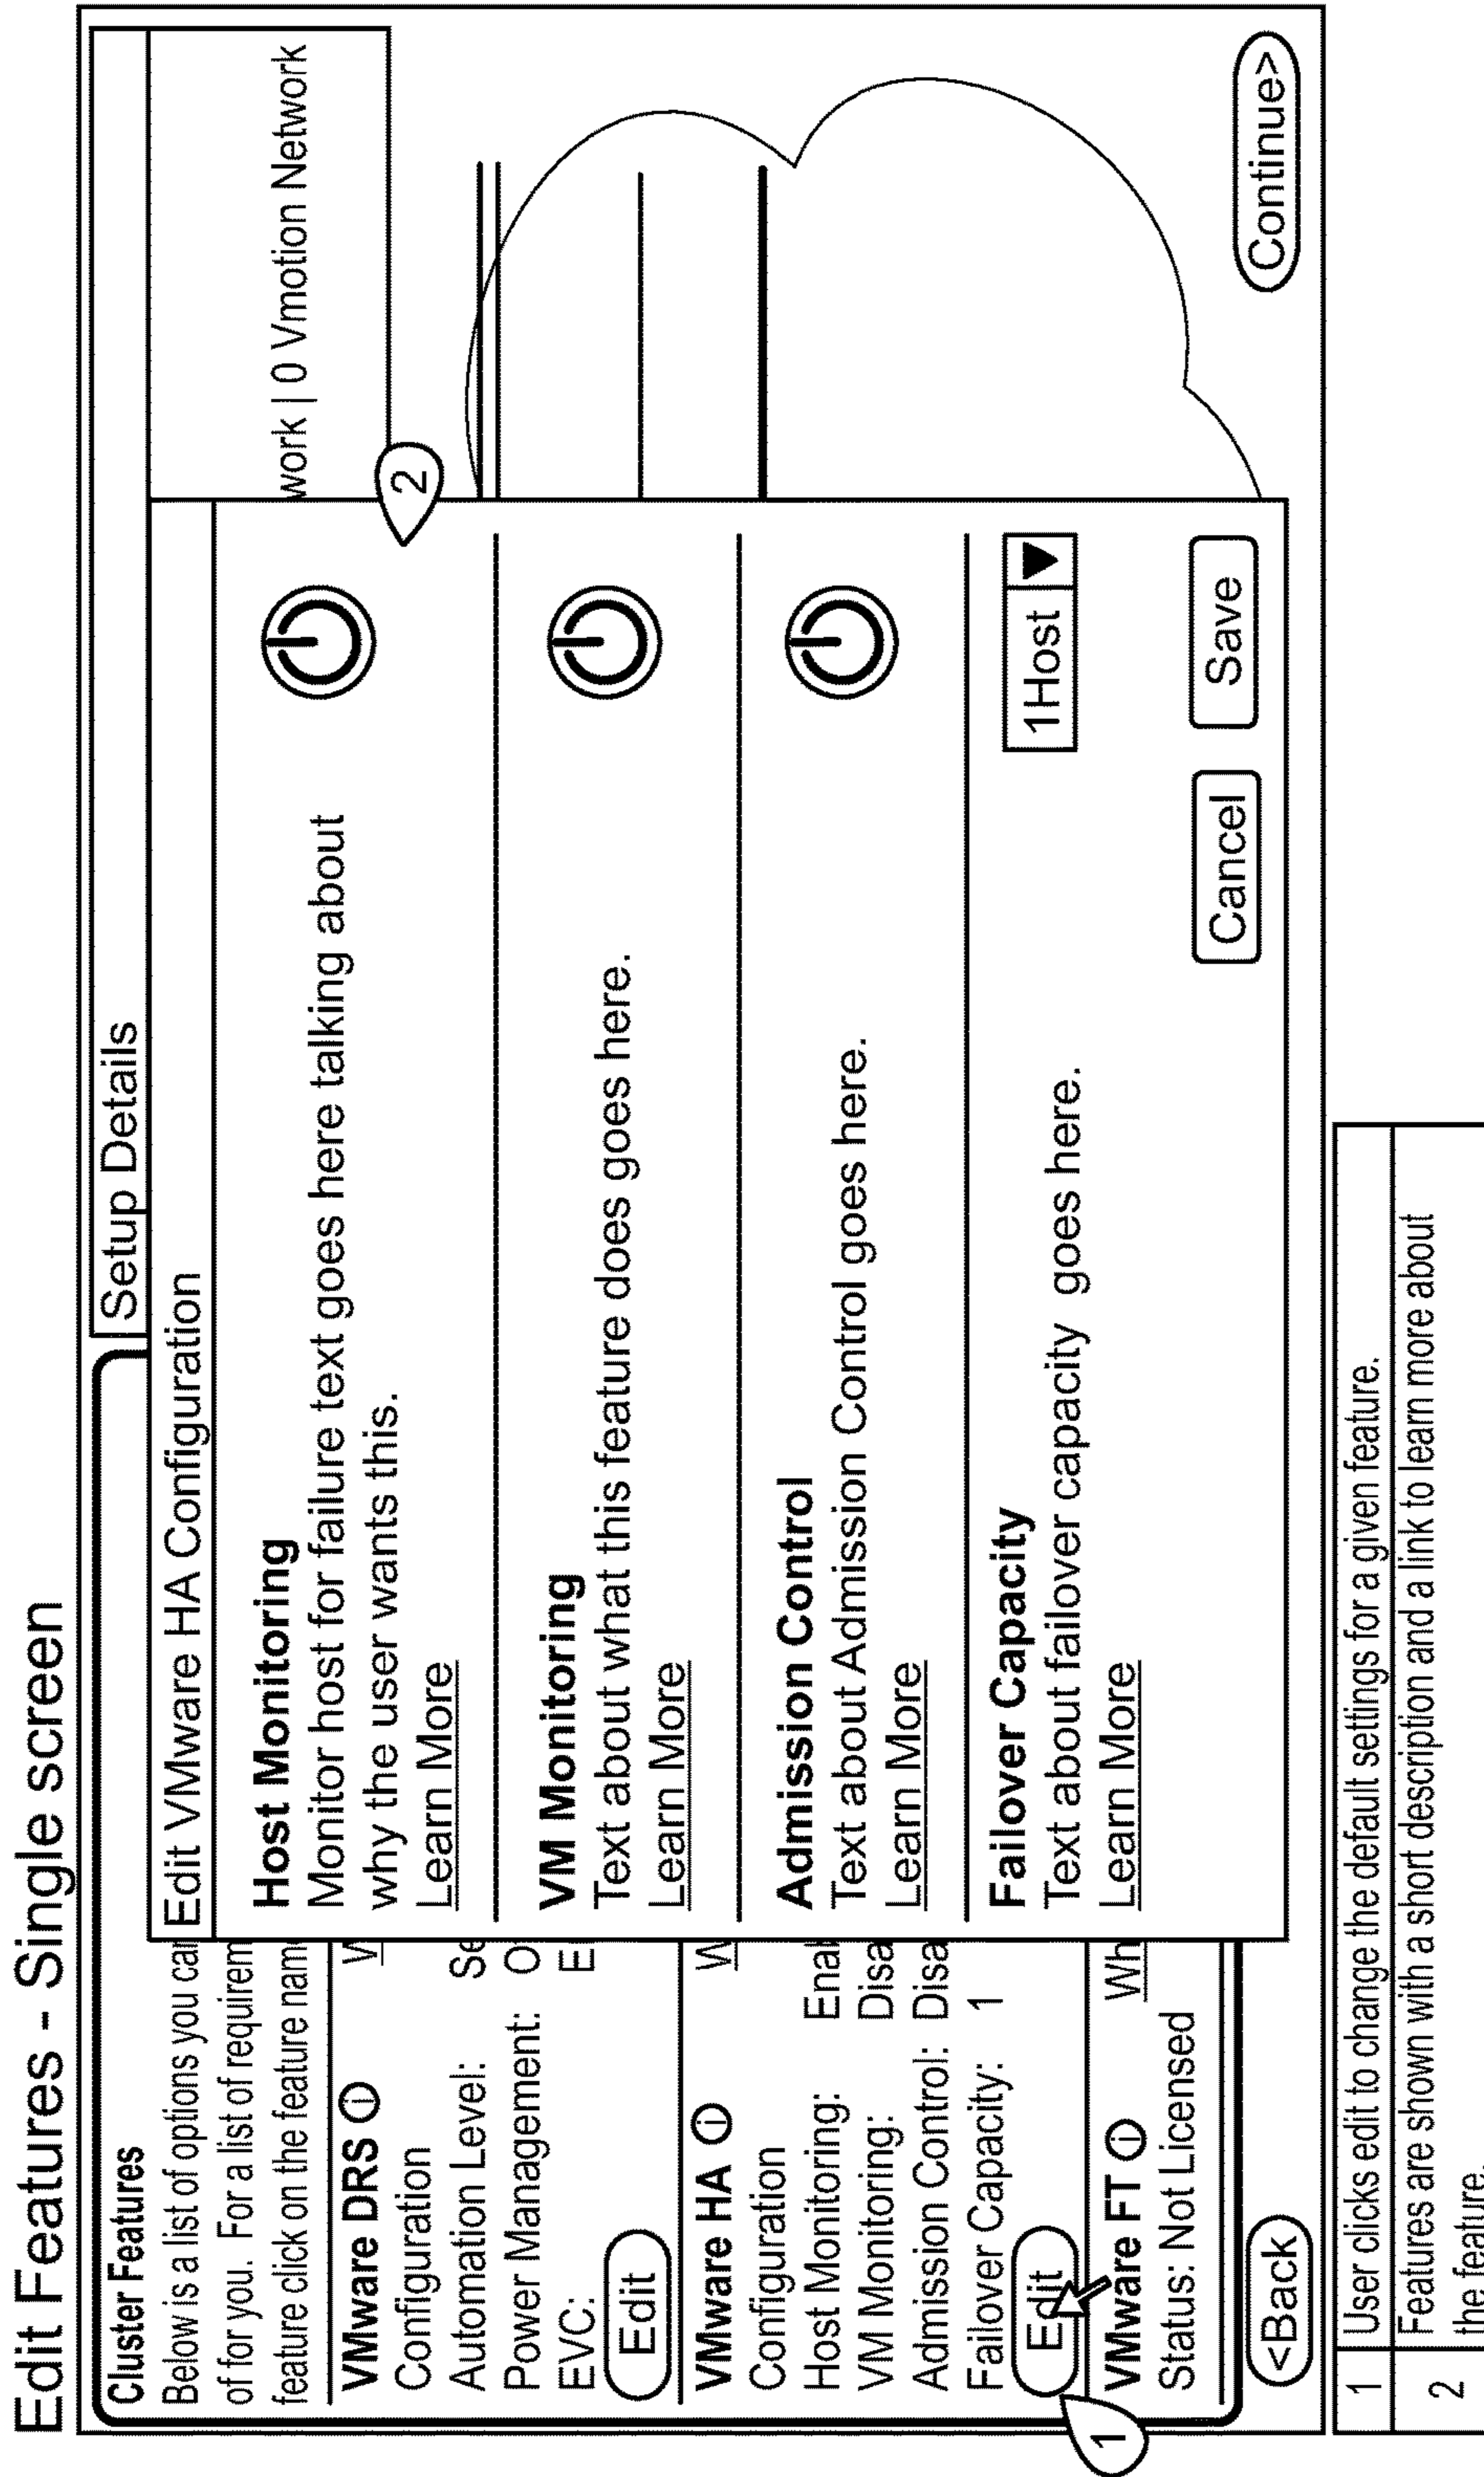 Edit Features - Single screen
Cluster Features
Setup Details
Below is a list of options you car
of for you. For a list of requirem
feature click on the feature nam
work | 0 Vmotion Network
VMware DRS i
Configuration
Automation Level: Se
Power Management: O
EVC: E
Edit
VMware HA i
Configuration
Host Monitoring: Enal
VM Monitoring: Disa
Admission Control: Disa
Failover Capacity: 1
Edit
1
VMware FT i
Wh
Status: Not Licensed
Edit VMware HA Configuration
Host Monitoring
Monitor host for failure text goes here talking about
why the user wants this.
Learn More
2
VM Monitoring
Text about what this feature does goes here.
Learn More
Admission Control
Text about Admission Control goes here.
Learn More
Failover Capacity
Text about failover capacity goes here.
Learn More
1Host
Cancel Save
<Back Continue>
1 User clicks edit to change the default settings for a given feature.
2 Features are shown with a short description and a link to learn more about
the feature.